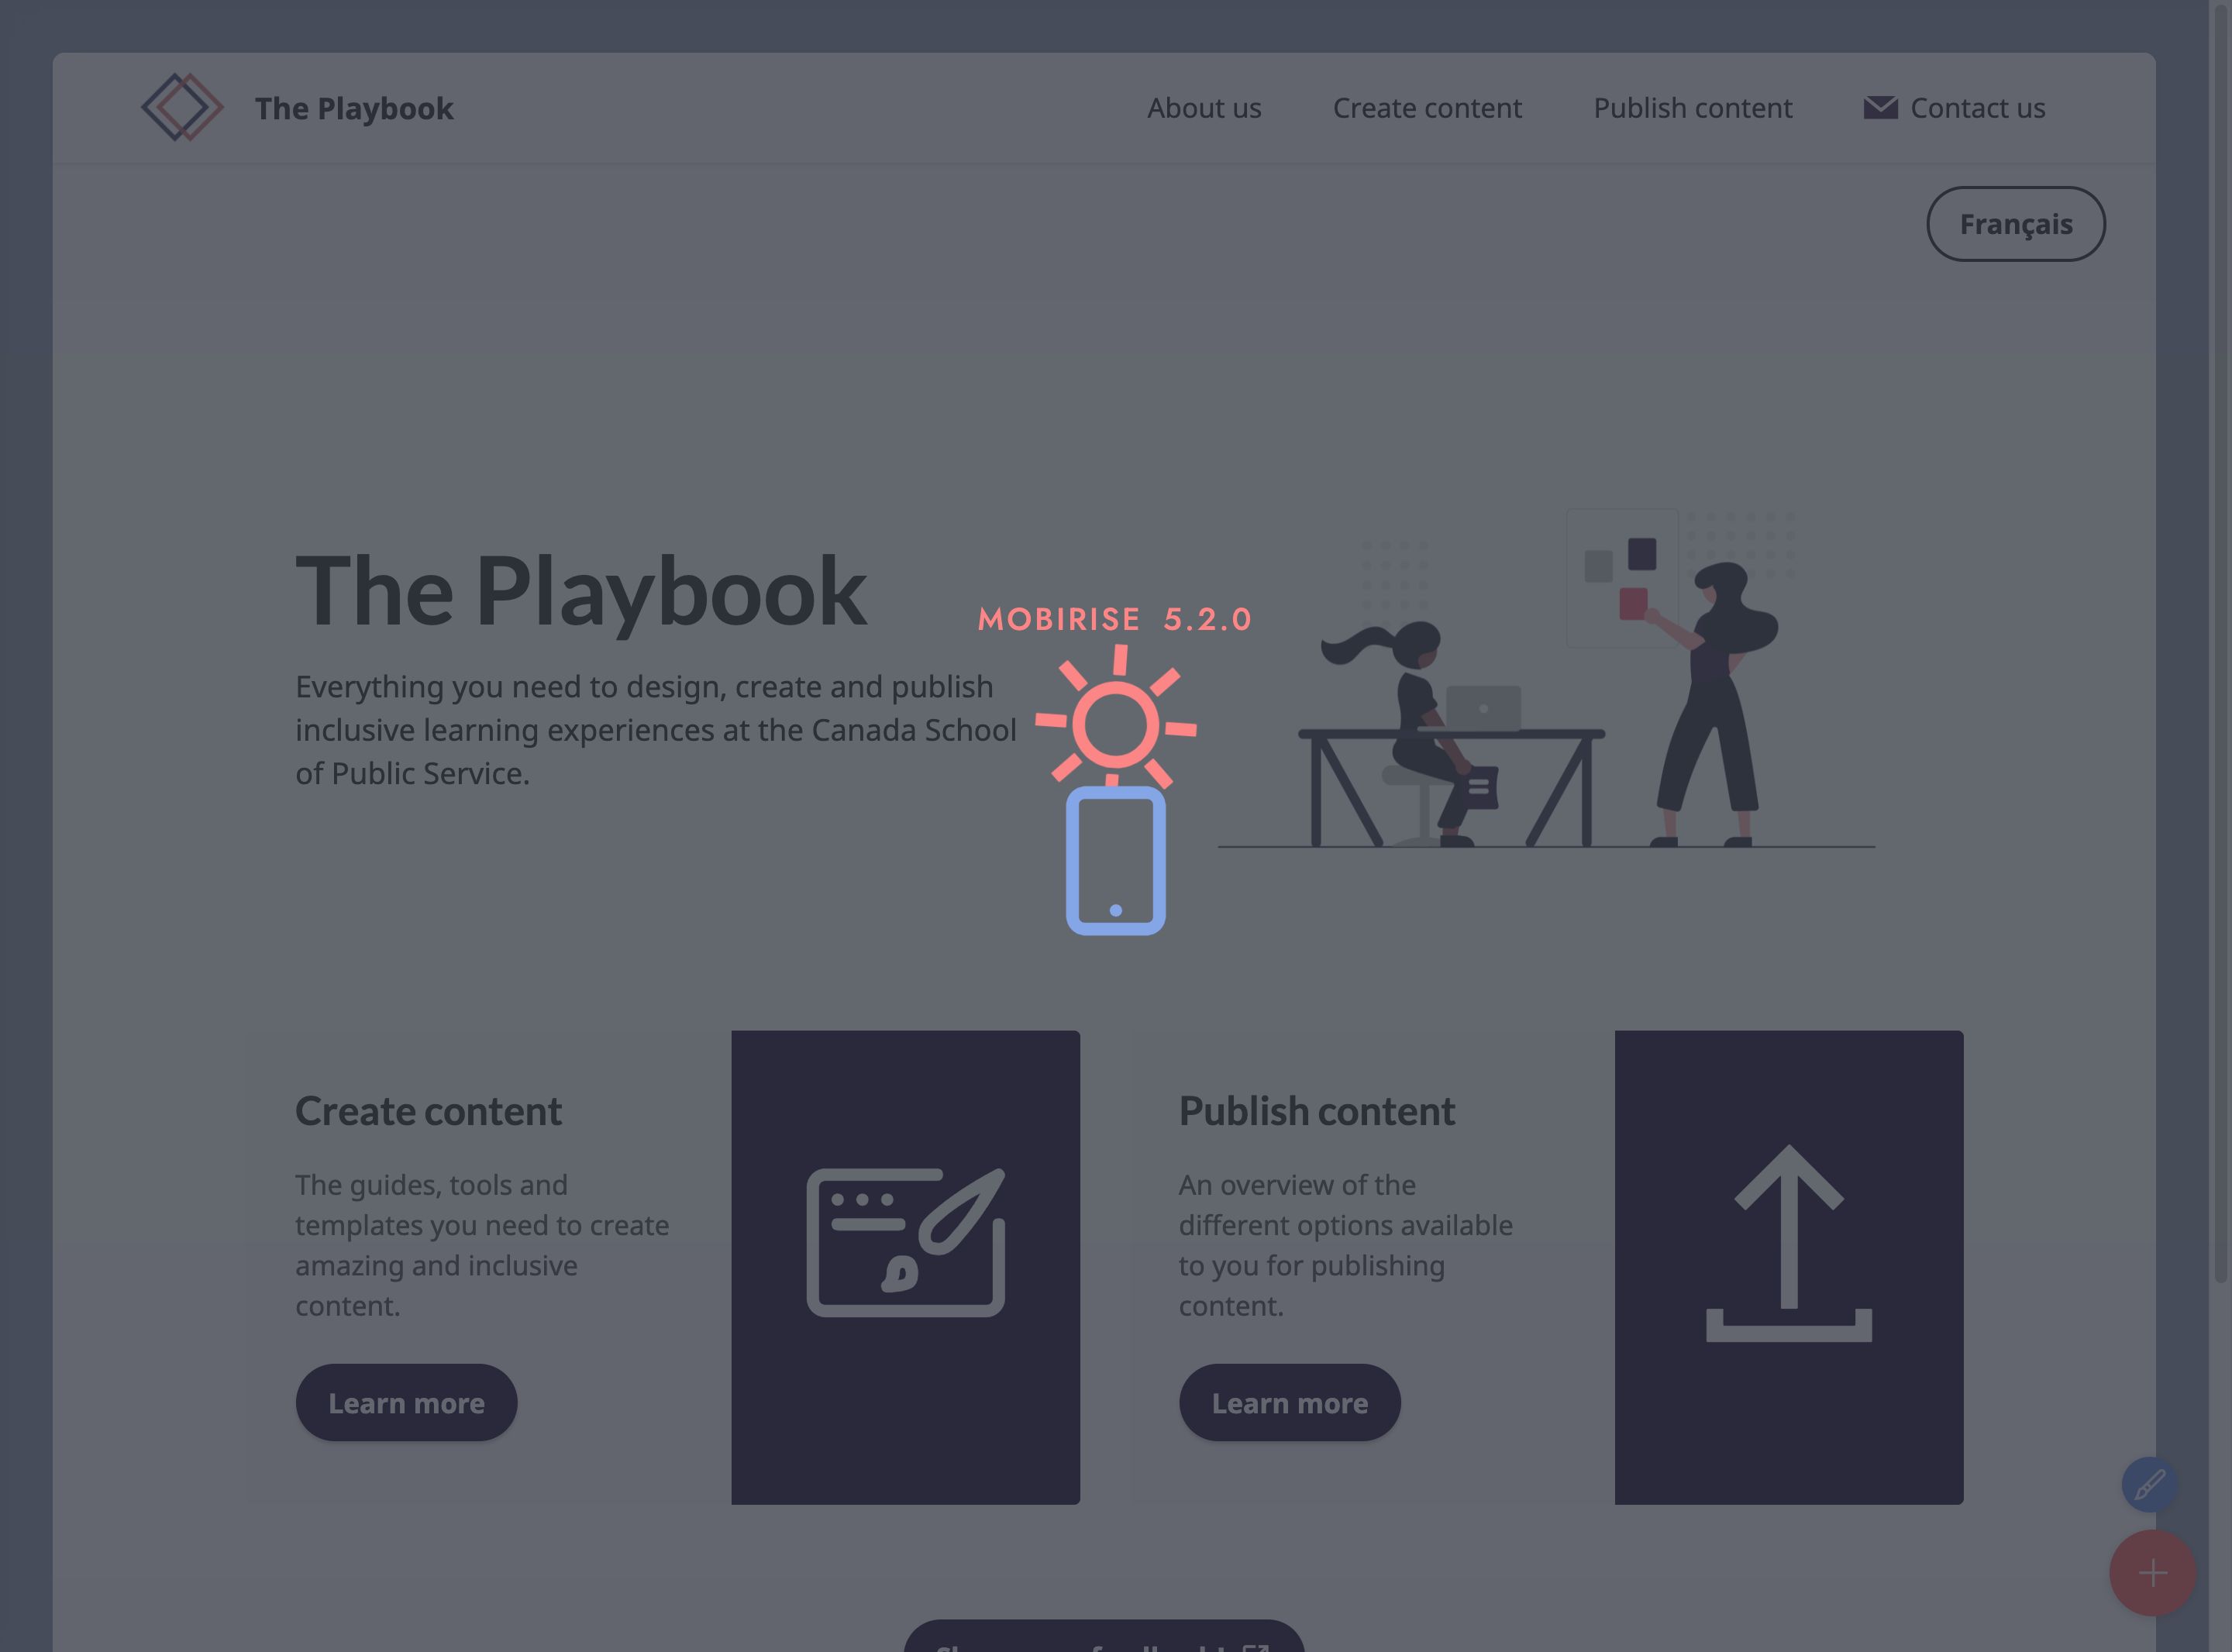 The Playbook
About us
Create content
Publish content
Contact us
Français
The Playbook
Everything you need to design, create and publish
inclusive learning experiences at the Canada School
of Public Service.
MOBIRISE 5.2.0
Create content
The guides, tools and
templates you need to create
amazing and inclusive
content.
Learn more
Publish content
An overview of the
different options available
to you for publishing
content.
Learn more